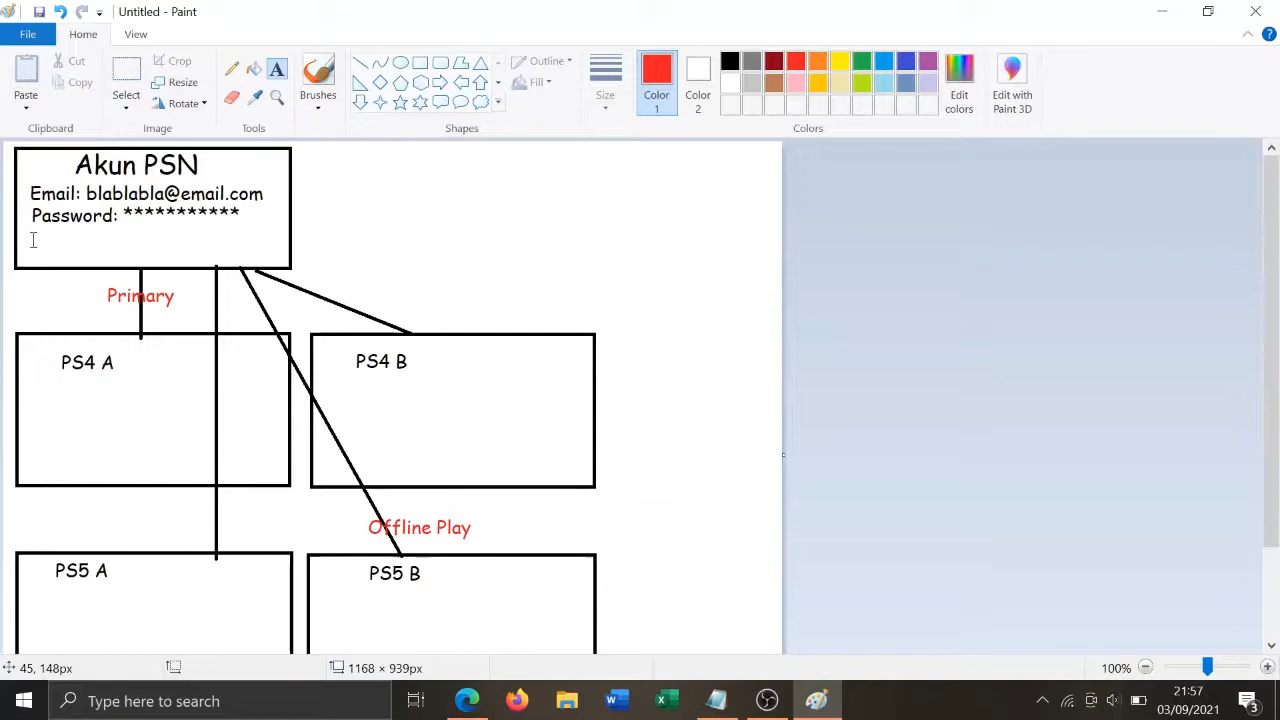 Untitled - Paint
File Home View
Paste
Cut
Copy
Clipboard
Select
Crop
Resize
Rotate
Image
A
Tools
Brushes
Outline
Fill
Shapes
Size
Color 1
Color 2
Edit colors
Edit with Paint 3D
Colors
Akun PSN
Email: blablabla@email.com
Password: ***********
Primary
PS4 A
PS4 B
Offline Play
PS5 A
PS5 B
45, 148px
1168 × 939px
100%
Type here to search
21:57
03/09/2021
3